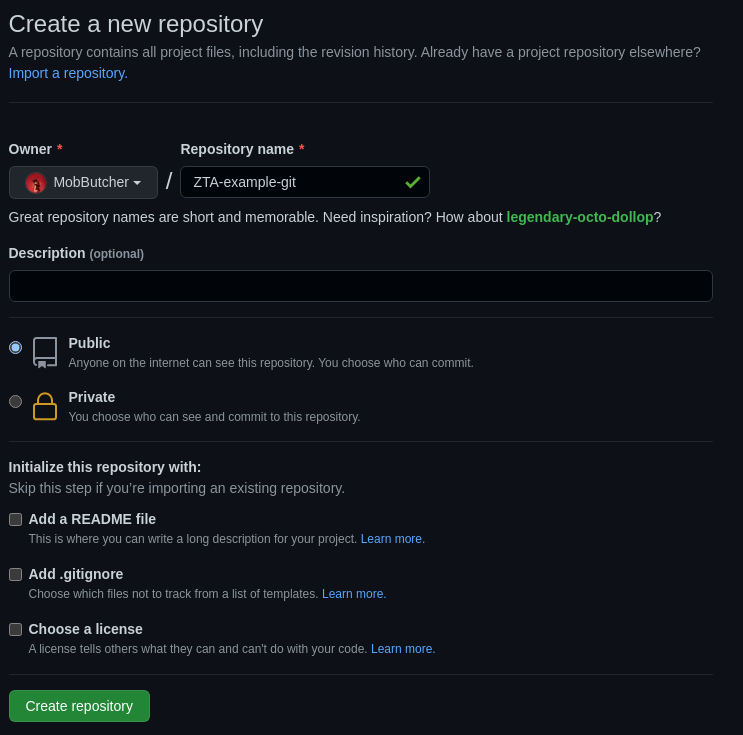 Create a new repository
A repository contains all project files, including the revision history. Already have a project repository elsewhere?
Import a repository.
Owner * Repository name *
MobButcher / ZTA-example-git
Great repository names are short and memorable. Need inspiration? How about legendary-octo-dollop?
Description (optional)
Public
Anyone on the internet can see this repository. You choose who can commit.
Private
You choose who can see and commit to this repository.
Initialize this repository with:
Skip this step if you’re importing an existing repository.
Add a README file
This is where you can write a long description for your project. Learn more.
Add .gitignore
Choose which files not to track from a list of templates. Learn more.
Choose a license
A license tells others what they can and can't do with your code. Learn more.
Create repository